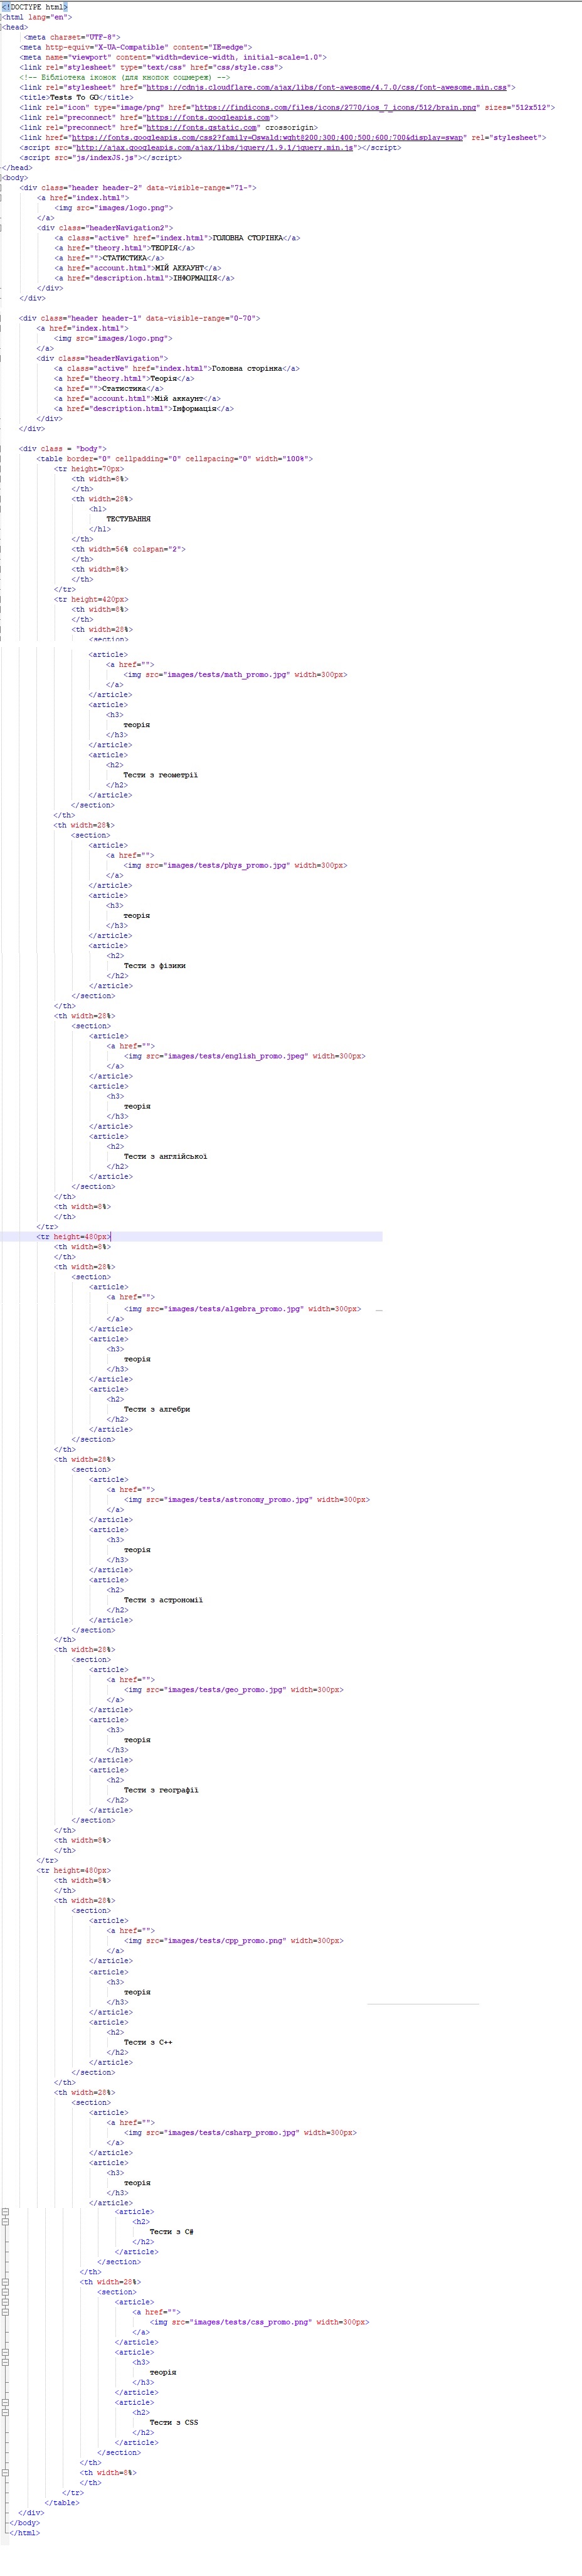 <!DOCTYPE html>
<html lang="en">
<head>
<meta charset="UTF-8">
<meta http-equiv="X-UA-Compatible" content="IE=edge">
<meta name="viewport" content="width=device-width, initial-scale=1.0">
<link rel="stylesheet" type="text/css" href="css/style.css">
<!-- Бібліотека іконок (для кнопок соцмереж) -->
<link rel="stylesheet" href="https://cdnjs.cloudflare.com/ajax/libs/font-awesome/4.7.0/css/font-awesome.min.css">
<title>Tests To GO</title>
<link rel="icon" type="image/png" href="https://findicons.com/files/icons/2770/ios_7_icons/512/brain.png" sizes="512x512">
<link rel="preconnect" href="https://fonts.googleapis.com">
<link rel="preconnect" href="https://fonts.gstatic.com" crossorigin>
<link href="https://fonts.googleapis.com/css2?family=Oswald:wght@200;300;400;500;600;700&display=swap" rel="stylesheet">
<script src="http://ajax.googleapis.com/ajax/libs/jquery/1.9.1/jquery.min.js"></script>
<script src="js/indexJS.js"></script>
</head>
<body>
<div class="header header-2" data-visible-range="71-">
<a href="index.html">
<img src="images/logo.png">
</a>
<div class="headerNavigation2">
<a class="active" href="index.html">ГОЛОВНА СТОРІНКА</a>
<a href="theory.html">ТЕОРІЯ</a>
<a href="">СТАТИСТИКА</a>
<a href="account.html">МІЙ АККАУНТ</a>
<a href="description.html">ІНФОРМАЦІЯ</a>
</div>
</div>
<div class="header header-1" data-visible-range="0-70">
<a href="index.html">
<img src="images/logo.png">
</a>
<div class="headerNavigation">
<a class="active" href="index.html">Головна сторінка</a>
<a href="theory.html">Теорія</a>
<a href="">Статистика</a>
<a href="account.html">Мій аккаунт</a>
<a href="description.html">Інформація</a>
</div>
</div>
<div class = "body">
<table border="0" cellpadding="0" cellspacing="0" width="100%">
<tr height=70px>
<th width=8%>
</th>
<th width=28%>
<h1>
ТЕСТУВАННЯ
</h1>
</th>
<th width=56% colspan="2">
</th>
<th width=8%>
</th>
</tr>
<tr height=420px>
<th width=8%>
</th>
<th width=28%>
<section>
<article>
<a href="">
<img src="images/tests/math_promo.jpg" width=300px>
</a>
</article>
<article>
<h3>
теорія
</h3>
</article>
<article>
<h2>
Тести з геометрії
</h2>
</article>
</section>
</th>
<th width=28%>
<section>
<article>
<a href="">
<img src="images/tests/phys_promo.jpg" width=300px>
</a>
</article>
<article>
<h3>
теорія
</h3>
</article>
<article>
<h2>
Тести з фізики
</h2>
</article>
</section>
</th>
<th width=28%>
<section>
<article>
<a href="">
<img src="images/tests/english_promo.jpeg" width=300px>
</a>
</article>
<article>
<h3>
теорія
</h3>
</article>
<article>
<h2>
Тести з англійської
</h2>
</article>
</section>
</th>
<th width=8%>
</th>
</tr>
<tr height=480px>
<th width=8%>
</th>
<th width=28%>
<section>
<article>
<a href="">
<img src="images/tests/algebra_promo.jpg" width=300px>
</a>
</article>
<article>
<h3>
теорія
</h3>
</article>
<article>
<h2>
Тести з алгебри
</h2>
</article>
</section>
</th>
<th width=28%>
<section>
<article>
<a href="">
<img src="images/tests/astronomy_promo.jpg" width=300px>
</a>
</article>
<article>
<h3>
теорія
</h3>
</article>
<article>
<h2>
Тести з астрономії
</h2>
</article>
</section>
</th>
<th width=28%>
<section>
<article>
<a href="">
<img src="images/tests/geo_promo.jpg" width=300px>
</a>
</article>
<article>
<h3>
теорія
</h3>
</article>
<article>
<h2>
Тести з географії
</h2>
</article>
</section>
</th>
<th width=8%>
</th>
</tr>
<tr height=480px>
<th width=8%>
</th>
<th width=28%>
<section>
<article>
<a href="">
<img src="images/tests/cpp_promo.png" width=300px>
</a>
</article>
<article>
<h3>
теорія
</h3>
</article>
<article>
<h2>
Тести з C++
</h2>
</article>
</section>
</th>
<th width=28%>
<section>
<article>
<a href="">
<img src="images/tests/csharp_promo.jpg" width=300px>
</a>
</article>
<article>
<h3>
теорія
</h3>
</article>
<article>
<h2>
Тести з C#
</h2>
</article>
</section>
</th>
<th width=28%>
<section>
<article>
<a href="">
<img src="images/tests/css_promo.png" width=300px>
</a>
</article>
<article>
<h3>
теорія
</h3>
</article>
<article>
<h2>
Тести з CSS
</h2>
</article>
</section>
</th>
<th width=8%>
</th>
</tr>
</table>
</div>
</body>
</html>